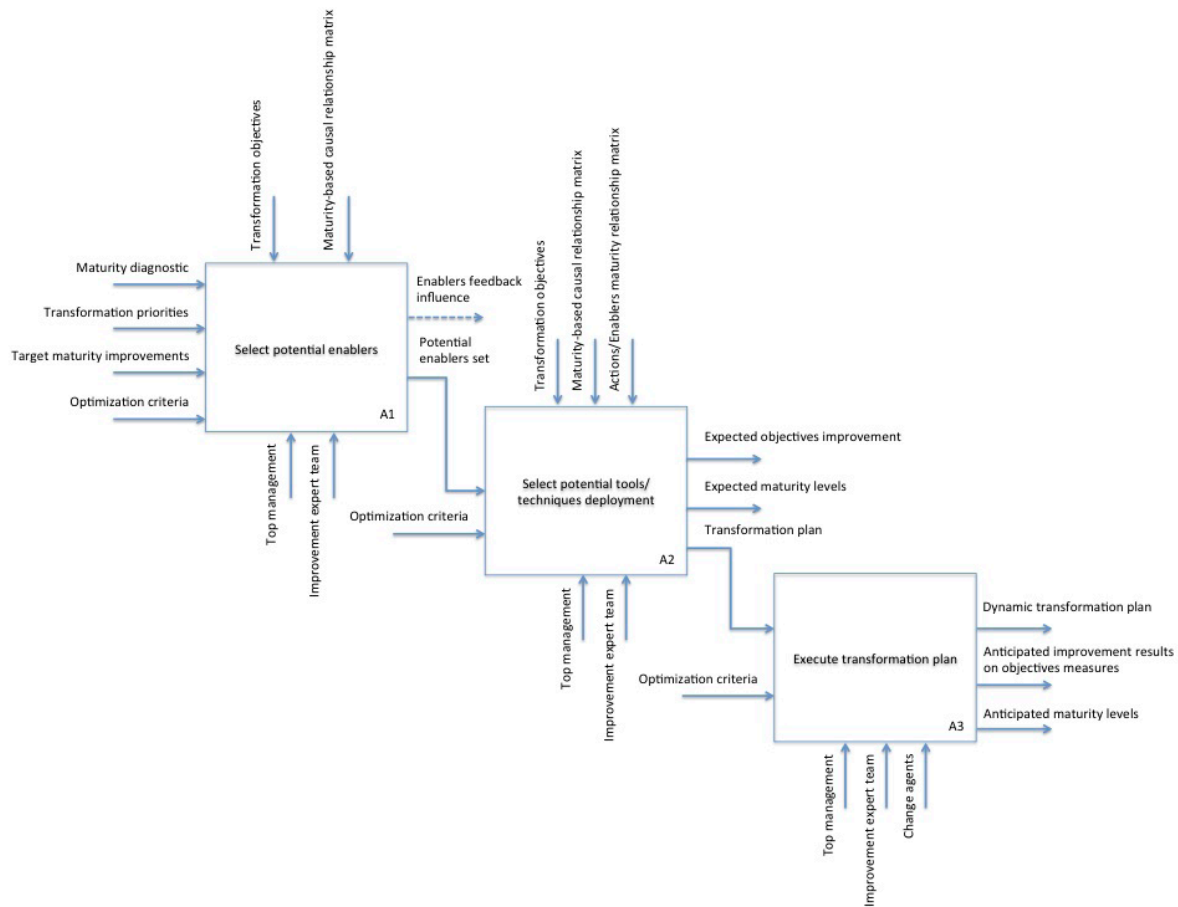 Transformation objectives
Maturity-based causal relationship matrix
Maturity diagnostic
Transformation priorities
Target maturity improvements
Optimization criteria
Select potential enablers
A1
Enablers feedback
influence
Potential
enablers set
Top management
Improvement expert team
Transformation objectives
Maturity-based causal relationship matrix
Actions/Enablers maturity relationship matrix
Optimization criteria
Select potential tools/
techniques deployment
A2
Expected objectives improvement
Expected maturity levels
Transformation plan
Top management
Improvement expert team
Optimization criteria
Execute transformation plan
A3
Dynamic transformation plan
Anticipated improvement results
on objectives measures
Anticipated maturity levels
Top management
Improvement expert team
Change agents